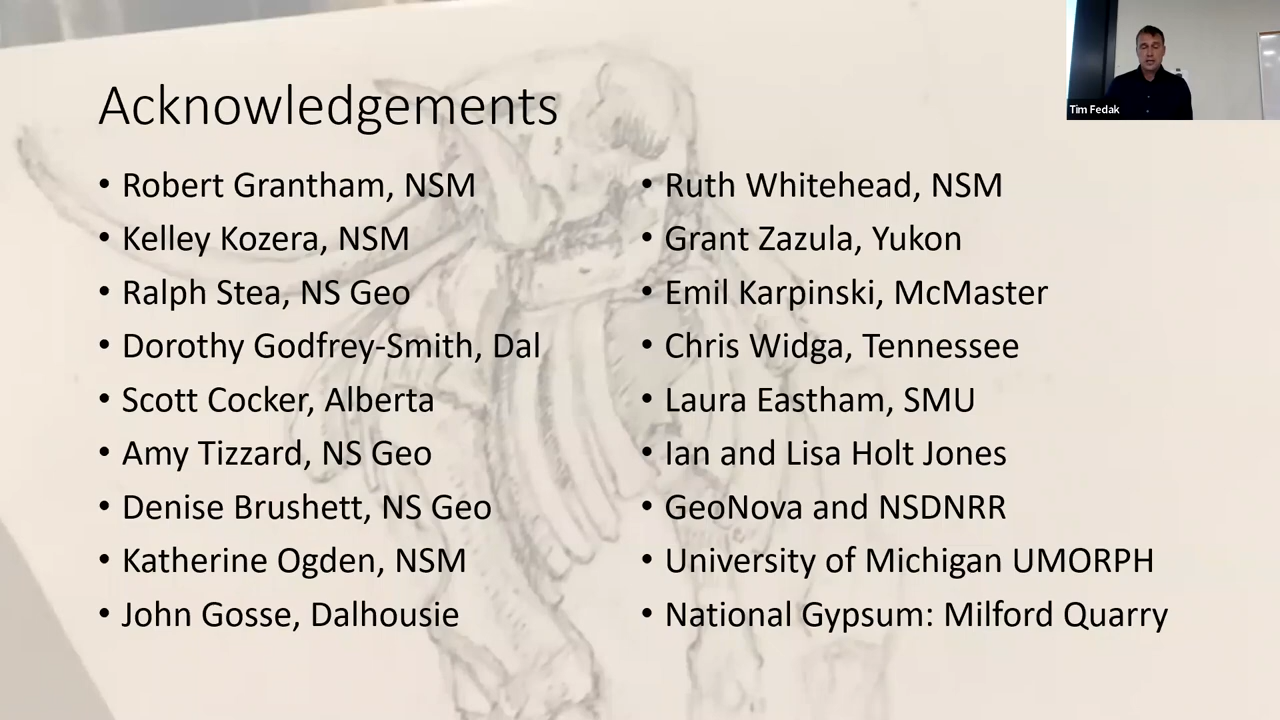 Acknowledgements
• Robert Grantham, NSM
• Kelley Kozera, NSM
• Ralph Stea, NS Geo
• Dorothy Godfrey-Smith, Dal
• Scott Cocker, Alberta
• Amy Tizzard, NS Geo
• Denise Brushett, NS Geo
• Katherine Ogden, NSM
• John Gosse, Dalhousie
• Ruth Whitehead, NSM
• Grant Zazula, Yukon
• Emil Karpinski, McMaster
• Chris Widga, Tennessee
• Laura Eastham, SMU
• Ian and Lisa Holt Jones
• GeoNova and NSDNRR
• University of Michigan UMORPH
• National Gypsum: Milford Quarry
Tim Fedak